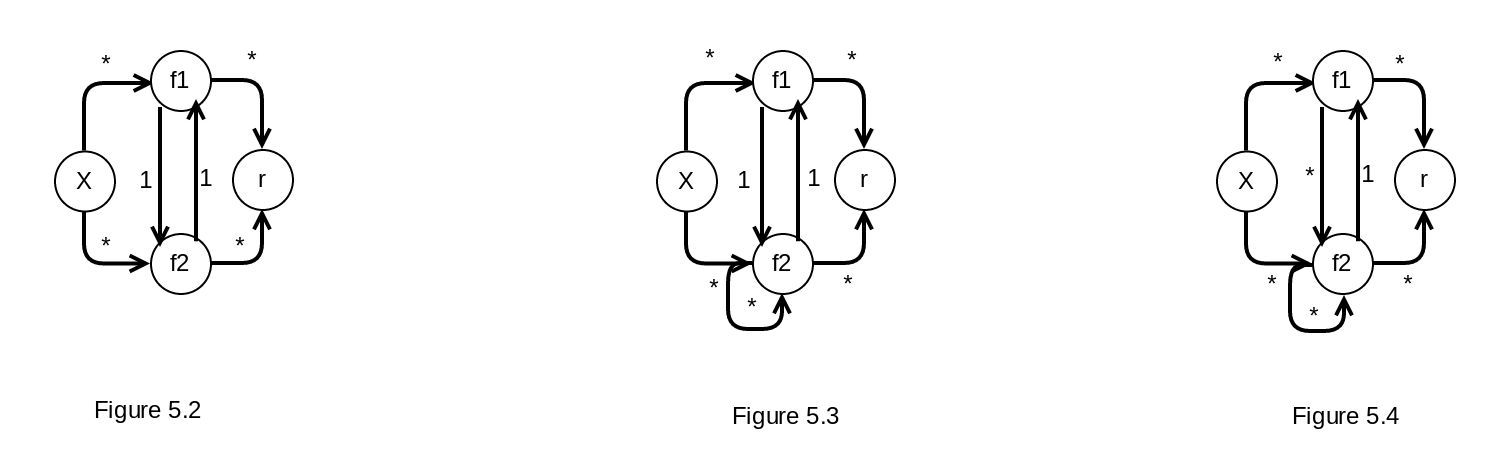 * f1 *
X 1 1 r
* f2 *
Figure 5.2
* f1 *
X 1 1 r
f2
* * *
Figure 5.3
* f1 *
X * 1 r
f2
* * *
Figure 5.4